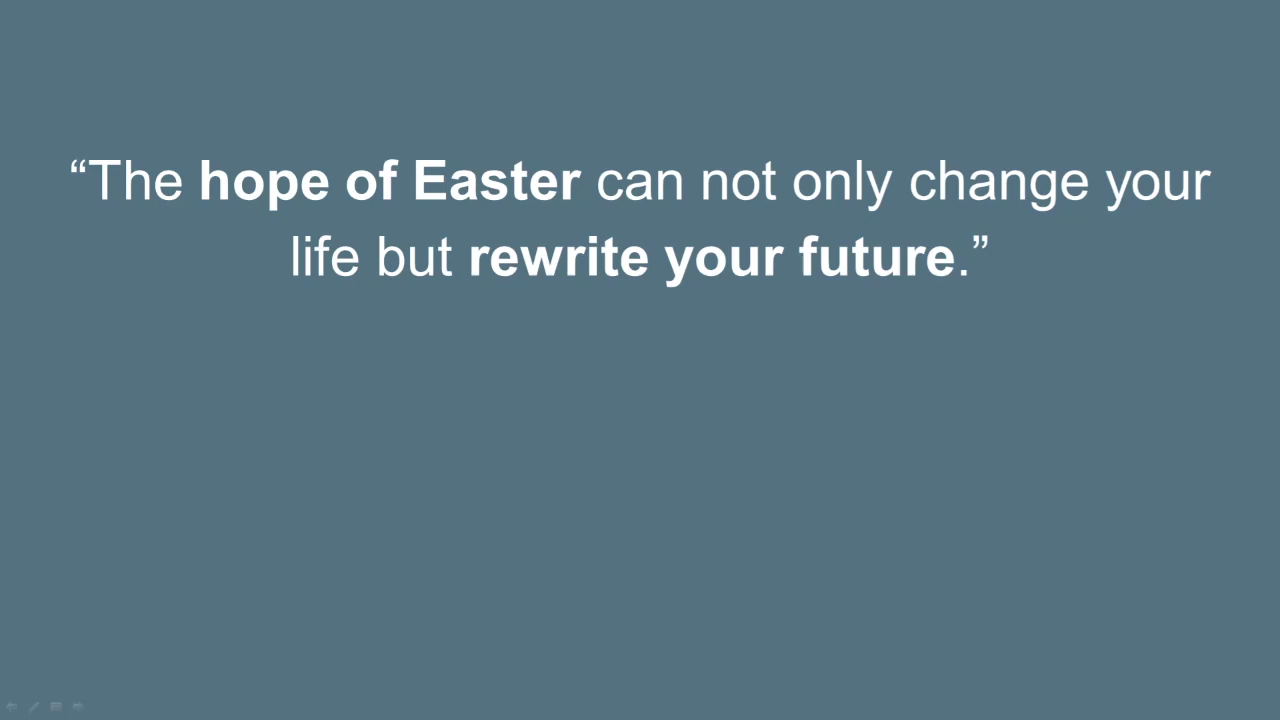 “The hope of Easter can not only change your
life but rewrite your future.”